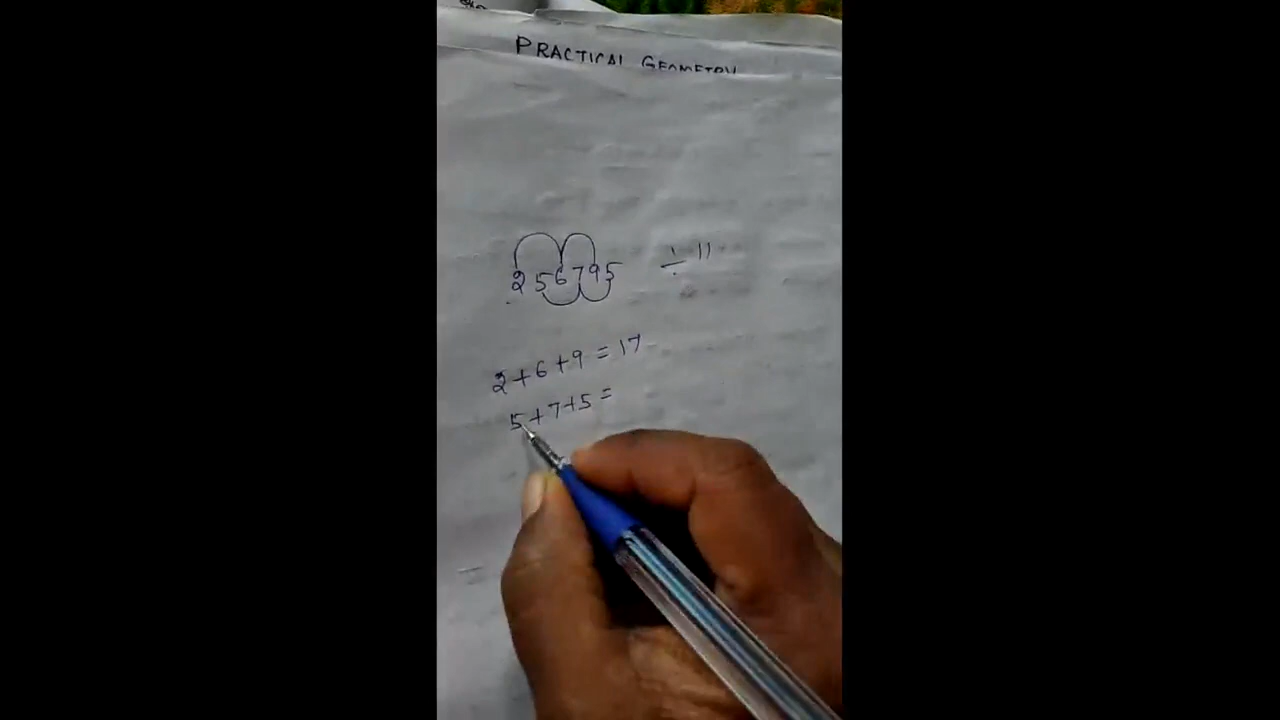 PRACTICAL GEOMETRY
256795 ÷ 11
2+6+9=17
5+7+5=